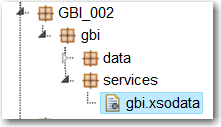 GBI_002
gbi
data
services
gbi.xsodata